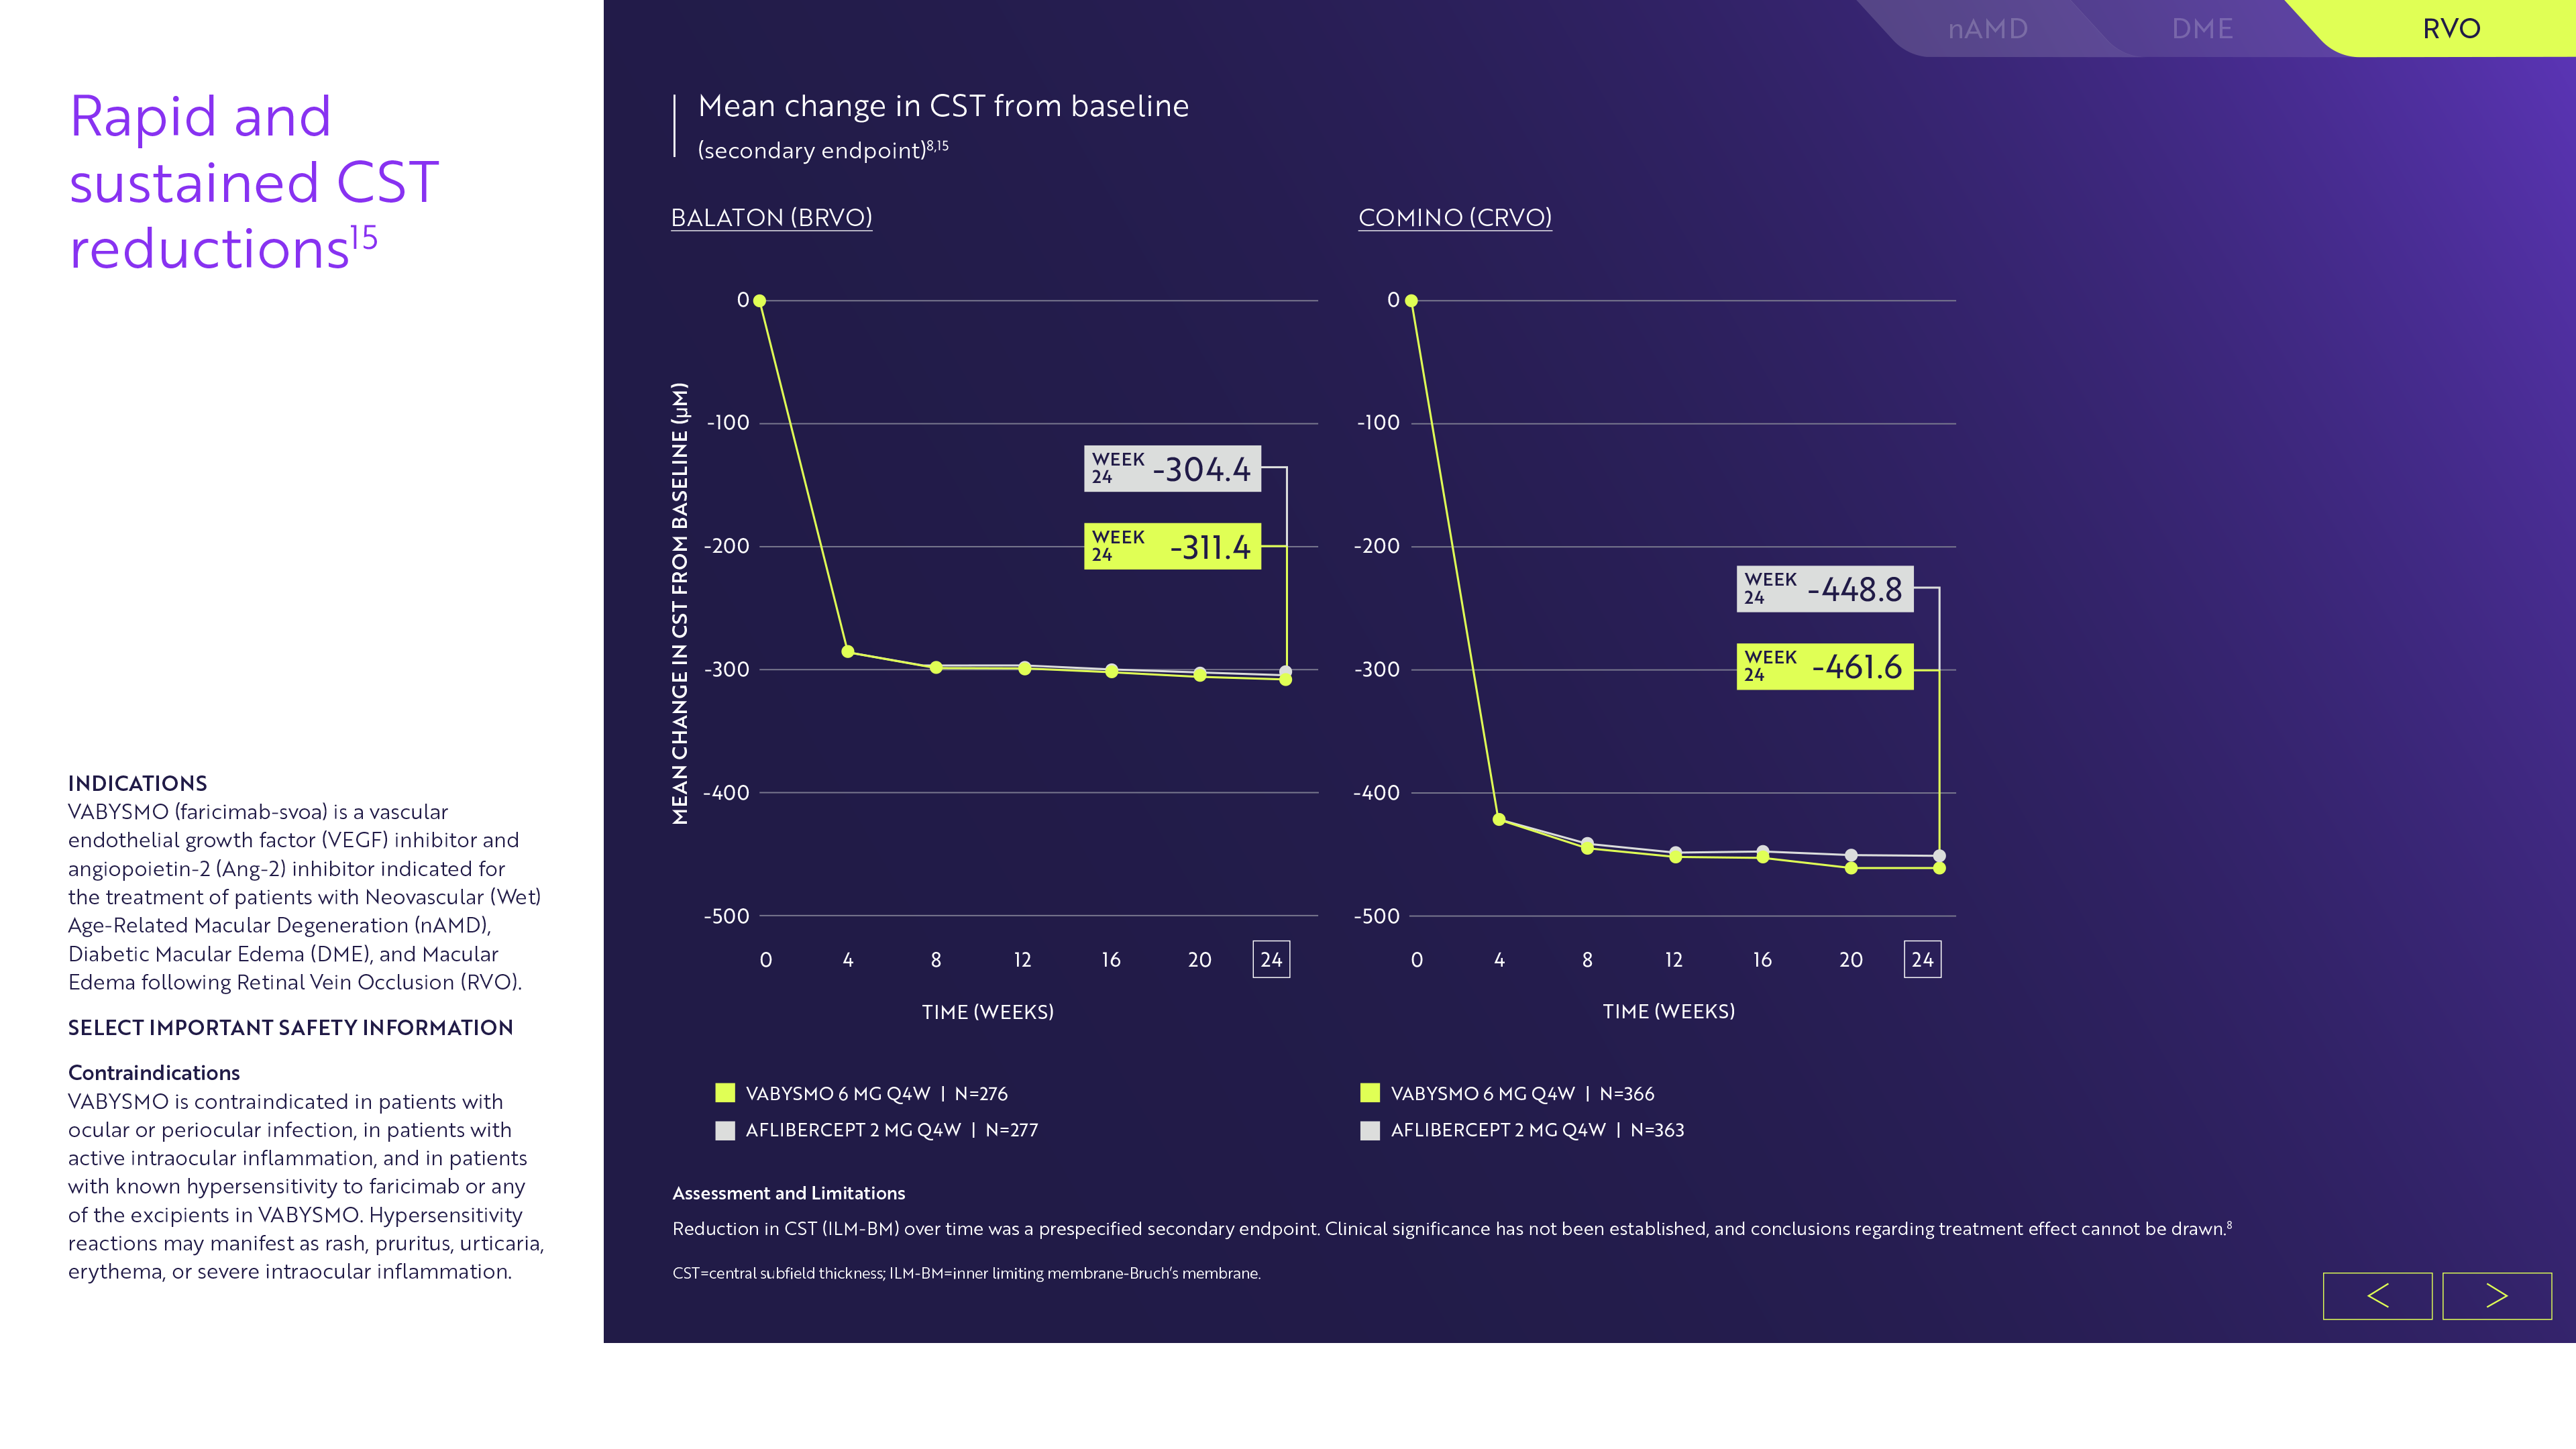 nAMD
DME
RVO
Rapid and
sustained CST
reductions15
INDICATIONS
VABYSMO (faricimab-svoa) is a vascular
endothelial growth factor (VEGF) inhibitor and
angiopoietin-2 (Ang-2) inhibitor indicated for
the treatment of patients with Neovascular (Wet)
Age-Related Macular Degeneration (nAMD),
Diabetic Macular Edema (DME), and Macular
Edema following Retinal Vein Occlusion (RVO).
SELECT IMPORTANT SAFETY INFORMATION
Contraindications
VABYSMO is contraindicated in patients with
ocular or periocular infection, in patients with
active intraocular inflammation, and in patients
with known hypersensitivity to faricimab or any
of the excipients in VABYSMO. Hypersensitivity
reactions may manifest as rash, pruritus, urticaria,
erythema, or severe intraocular inflammation.
Mean change in CST from baseline
(secondary endpoint)8,15
BALATON (BRVO)
MEAN CHANGE IN CST FROM BASELINE (µM)
0
-100
-200
-300
-400
-500
WEEK
24
-304.4
WEEK
24
-311.4
0 4 8 12 16 20 24
TIME (WEEKS)
VABYSMO 6 MG Q4W | N=276
AFLIBERCEPT 2 MG Q4W | N=277
COMINO (CRVO)
0
-100
-200
-300
-400
-500
WEEK
24
-448.8
WEEK
24
-461.6
0 4 8 12 16 20 24
TIME (WEEKS)
VABYSMO 6 MG Q4W | N=366
AFLIBERCEPT 2 MG Q4W | N=363
Assessment and Limitations
Reduction in CST (ILM-BM) over time was a prespecified secondary endpoint. Clinical significance has not been established, and conclusions regarding treatment effect cannot be drawn.8
CST=central subfield thickness; ILM-BM=inner limiting membrane-Bruch's membrane.
< >